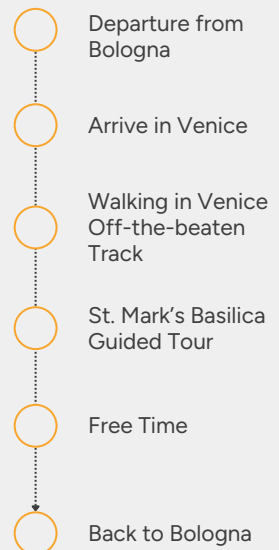 Departure from
Bologna
Arrive in Venice
Walking in Venice
Off-the-beaten
Track
St. Mark's Basilica
Guided Tour
Free Time
Back to Bologna